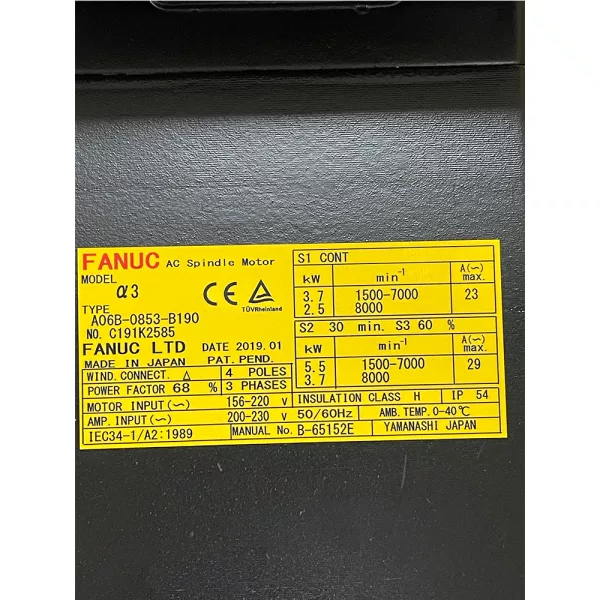 FANUC AC Spindle Motor
MODEL α3
TYPE
A06B-0853-B190
NO. C191K2585
FANUC LTD DATE 2019.01
MADE IN JAPAN PAT. PEND.
CE TÜVRheinland
WIND. CONNECT. △ 4 POLES
POWER FACTOR 68 % 3 PHASES
MOTOR INPUT(∼) 156-220 V
AMP. INPUT(∼) 200-230 V 50/60Hz
IEC34-1/A2:1989 MANUAL No. B-65152E
S1 CONT
kW min⁻¹ A(∼) max.
3.7 1500-7000 23
2.5 8000
S2 30 min. S3 60 %
5.5 1500-7000 29
3.7 8000
INSULATION CLASS H IP 54
AMB. TEMP. 0-40℃
YAMANASHI JAPAN